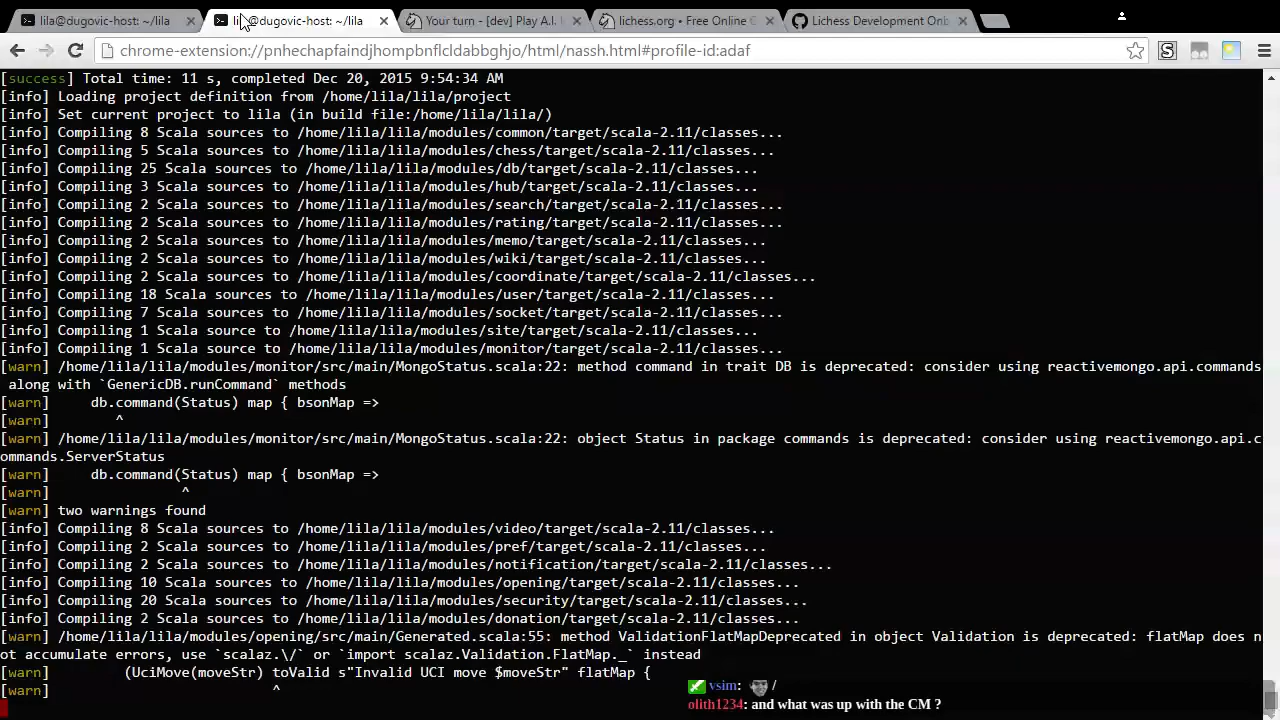 lila@dugovic-host: ~/lila
lila@dugovic-host: ~/lila
Your turn - [dev] Play A.I.
lichess.org • Free Online
Lichess Development Onb
chrome-extension://pnhechapfaindjhompbnflcldabbghjo/html/nassh.html#profile-id:adaf
[success] Total time: 11 s, completed Dec 20, 2015 9:54:34 AM
[info] Loading project definition from /home/lila/lila/project
[info] Set current project to lila (in build file:/home/lila/lila/)
[info] Compiling 8 Scala sources to /home/lila/lila/modules/common/target/scala-2.11/classes...
[info] Compiling 5 Scala sources to /home/lila/lila/modules/chess/target/scala-2.11/classes...
[info] Compiling 25 Scala sources to /home/lila/lila/modules/db/target/scala-2.11/classes...
[info] Compiling 3 Scala sources to /home/lila/lila/modules/hub/target/scala-2.11/classes...
[info] Compiling 2 Scala sources to /home/lila/lila/modules/search/target/scala-2.11/classes...
[info] Compiling 2 Scala sources to /home/lila/lila/modules/rating/target/scala-2.11/classes...
[info] Compiling 2 Scala sources to /home/lila/lila/modules/memo/target/scala-2.11/classes...
[info] Compiling 2 Scala sources to /home/lila/lila/modules/wiki/target/scala-2.11/classes...
[info] Compiling 2 Scala sources to /home/lila/lila/modules/coordinate/target/scala-2.11/classes...
[info] Compiling 18 Scala sources to /home/lila/lila/modules/user/target/scala-2.11/classes...
[info] Compiling 7 Scala sources to /home/lila/lila/modules/socket/target/scala-2.11/classes...
[info] Compiling 1 Scala source to /home/lila/lila/modules/site/target/scala-2.11/classes...
[info] Compiling 1 Scala source to /home/lila/lila/modules/monitor/target/scala-2.11/classes...
[warn] /home/lila/lila/modules/monitor/src/main/MongoStatus.scala:22: method command in trait DB is deprecated: consider using reactivemongo.api.commands
along with `GenericDB.runCommand` methods
[warn]     db.command(Status) map { bsonMap =>
[warn]        ^
[warn] /home/lila/lila/modules/monitor/src/main/MongoStatus.scala:22: object Status in package commands is deprecated: consider using reactivemongo.api.c
ommands.ServerStatus
[warn]     db.command(Status) map { bsonMap =>
[warn]                ^
[warn] two warnings found
[info] Compiling 8 Scala sources to /home/lila/lila/modules/video/target/scala-2.11/classes...
[info] Compiling 2 Scala sources to /home/lila/lila/modules/pref/target/scala-2.11/classes...
[info] Compiling 2 Scala sources to /home/lila/lila/modules/notification/target/scala-2.11/classes...
[info] Compiling 10 Scala sources to /home/lila/lila/modules/opening/target/scala-2.11/classes...
[info] Compiling 20 Scala sources to /home/lila/lila/modules/security/target/scala-2.11/classes...
[info] Compiling 2 Scala sources to /home/lila/lila/modules/donation/target/scala-2.11/classes...
[warn] /home/lila/lila/modules/opening/src/main/Generated.scala:55: method ValidationFlatMapDeprecated in object Validation is deprecated: flatMap does n
ot accumulate errors, use `scalaz.\/` or `import scalaz.Validation.FlatMap._` instead
[warn]         (UciMove(moveStr) toValid s"Invalid UCI move $moveStr" flatMap {
[warn]                           ^
vsim: /
olith1234: and what was up with the CM ?